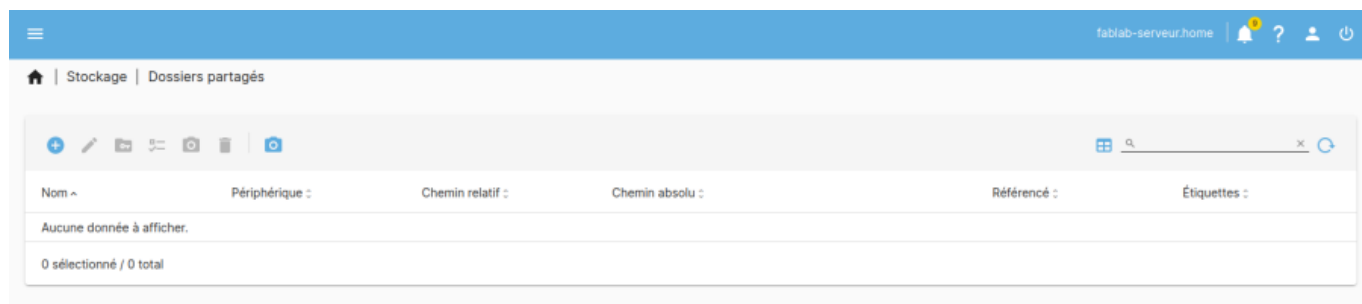 fablab-serveur.home | 9 ?
| Stockage | Dossiers partagés
Nom Périphérique Chemin relatif Chemin absolu Référencé Étiquettes
Aucune donnée à afficher.
0 sélectionné / 0 total